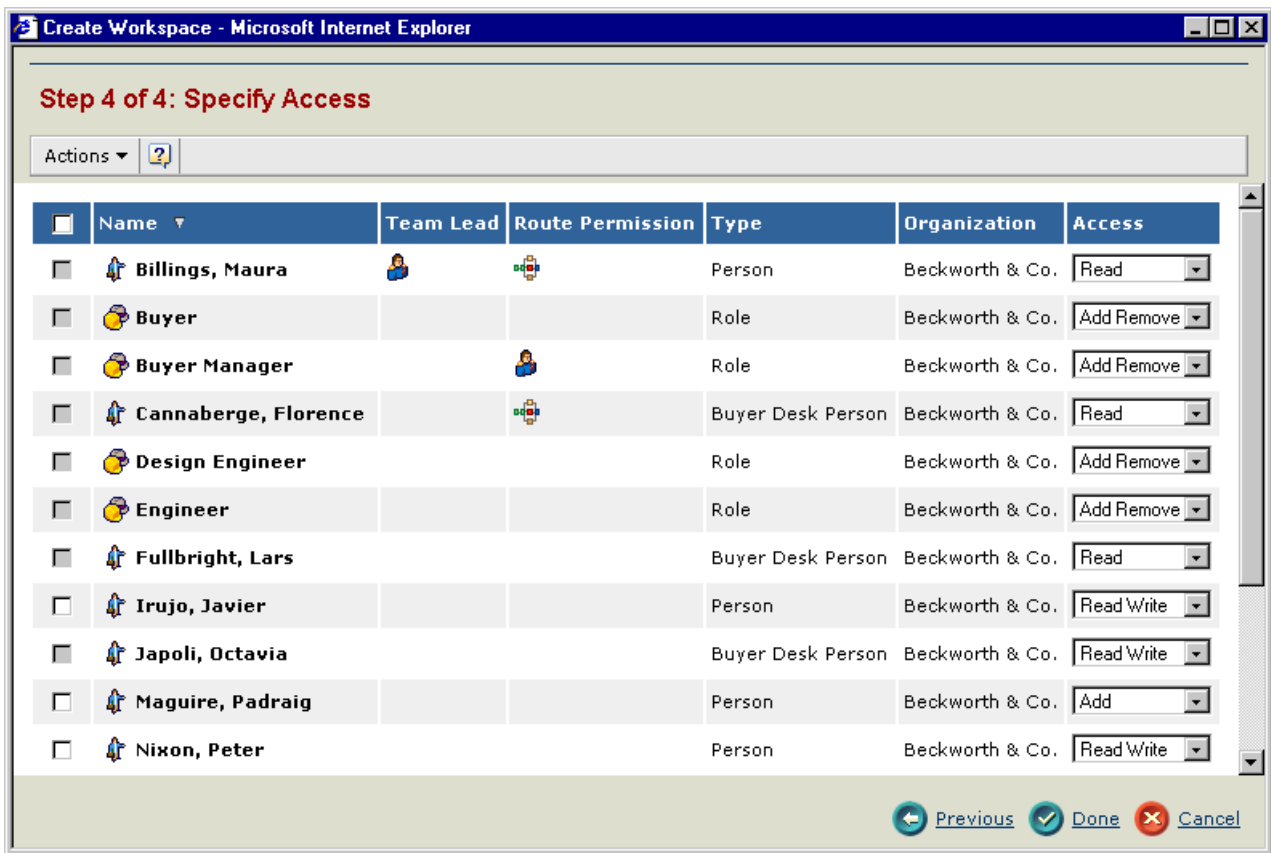 Create Workspace - Microsoft Internet Explorer
Step 4 of 4: Specify Access
Actions
Name Team Lead Route Permission Type Organization Access
Billings, Maura Person Beckworth & Co. Read
Buyer Role Beckworth & Co. Add Remove
Buyer Manager Role Beckworth & Co. Add Remove
Cannaberge, Florence Buyer Desk Person Beckworth & Co. Read
Design Engineer Role Beckworth & Co. Add Remove
Engineer Role Beckworth & Co. Add Remove
Fullbright, Lars Buyer Desk Person Beckworth & Co. Read
Irujo, Javier Person Beckworth & Co. Read Write
Japoli, Octavia Buyer Desk Person Beckworth & Co. Read Write
Maguire, Padraig Person Beckworth & Co. Add
Nixon, Peter Person Beckworth & Co. Read Write
Previous Done Cancel